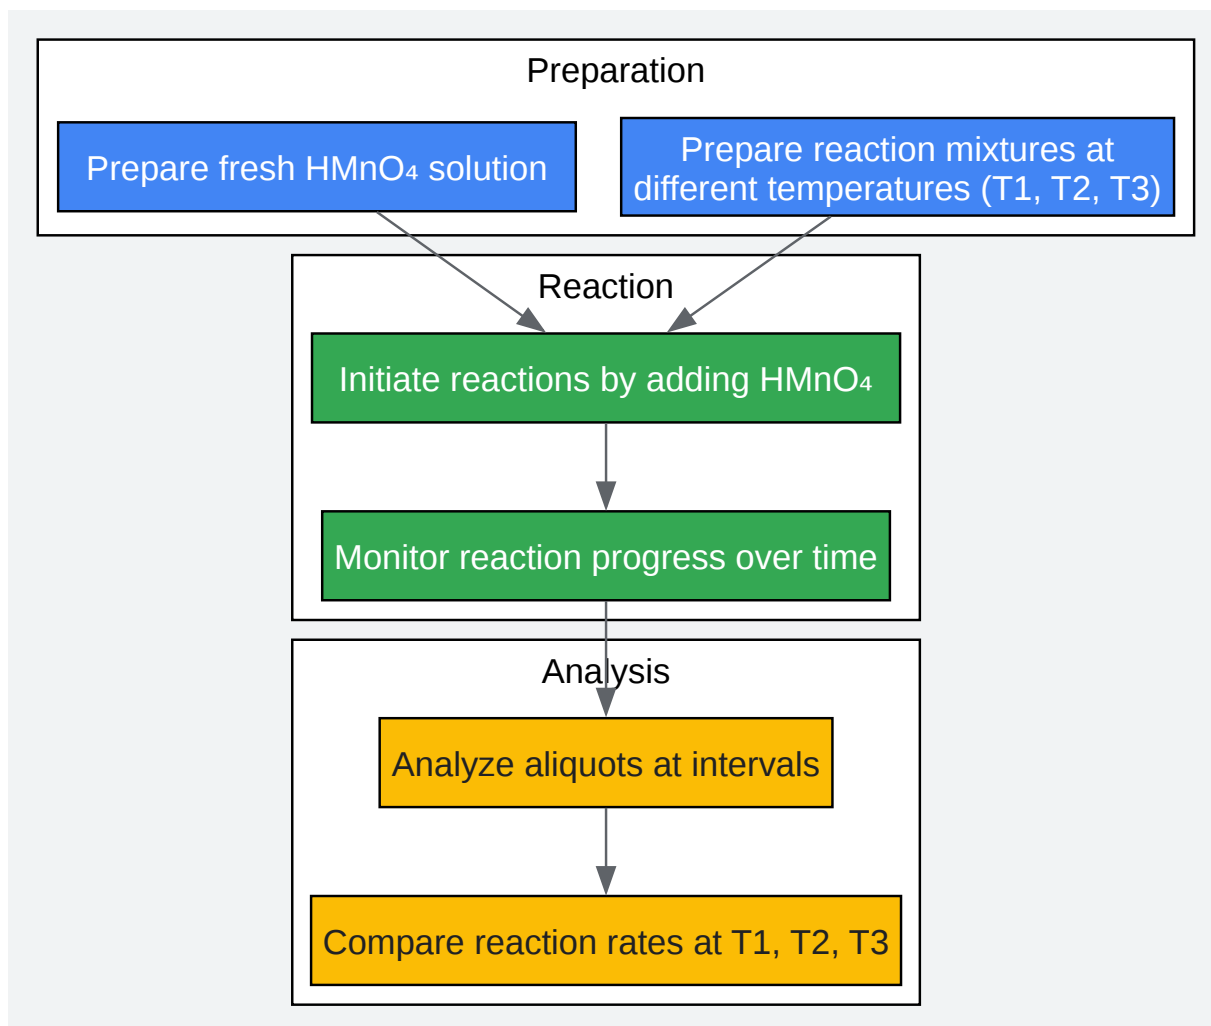 Preparation
Prepare fresh HMnO₄ solution
Prepare reaction mixtures at
different temperatures (T1, T2, T3)
Reaction
Initiate reactions by adding HMnO₄
Monitor reaction progress over time
Analysis
Analyze aliquots at intervals
Compare reaction rates at T1, T2, T3